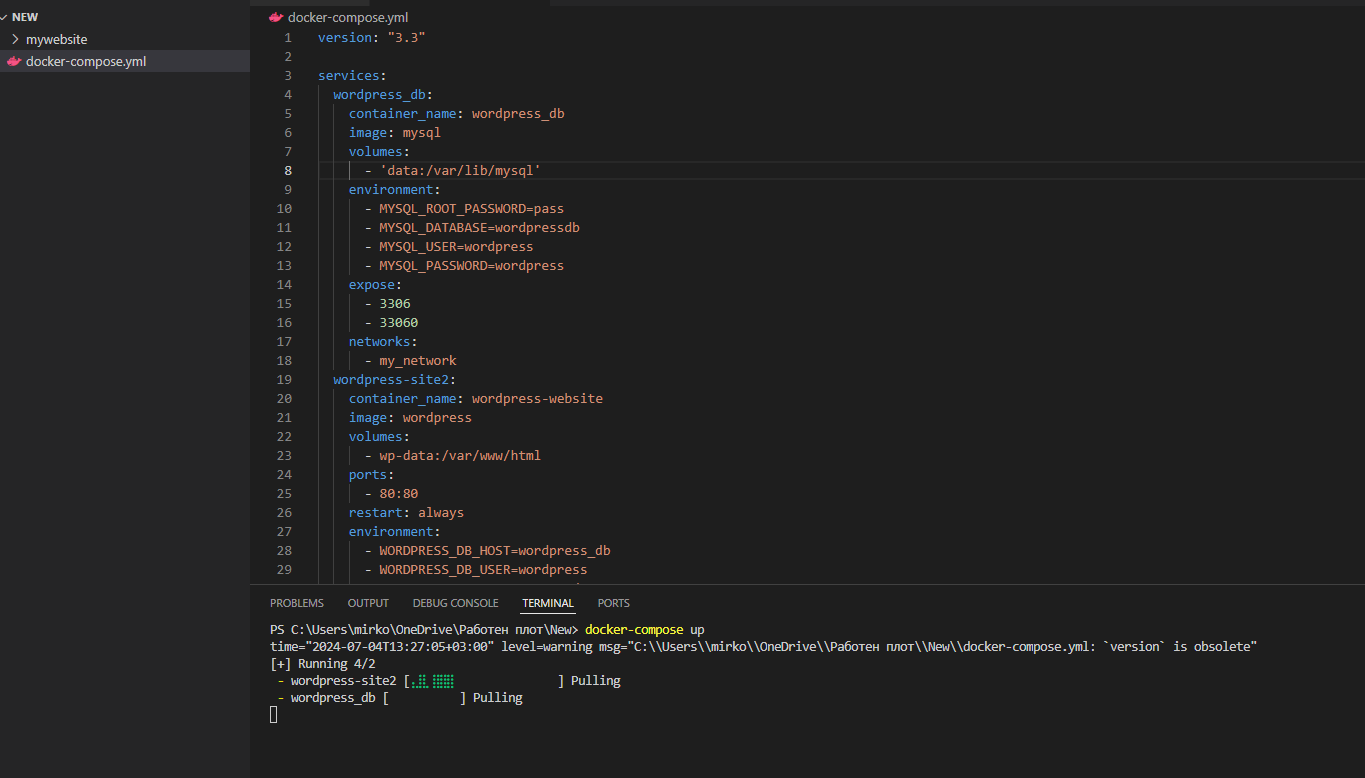 NEW
mywebsite
docker-compose.yml
docker-compose.yml
1 version: "3.3"
2
3 services:
4 wordpress_db:
5 container_name: wordpress_db
6 image: mysql
7 volumes:
8 - 'data:/var/lib/mysql'
9 environment:
10 - MYSQL_ROOT_PASSWORD=pass
11 - MYSQL_DATABASE=wordpressdb
12 - MYSQL_USER=wordpress
13 - MYSQL_PASSWORD=wordpress
14 expose:
15 - 3306
16 - 33060
17 networks:
18 - my_network
19 wordpress-site2:
20 container_name: wordpress-website
21 image: wordpress
22 volumes:
23 - wp-data:/var/www/html
24 ports:
25 - 80:80
26 restart: always
27 environment:
28 - WORDPRESS_DB_HOST=wordpress_db
29 - WORDPRESS_DB_USER=wordpress
PROBLEMS OUTPUT DEBUG CONSOLE TERMINAL PORTS
PS C:\Users\mirko\OneDrive\Работен плот\New> docker-compose up
time="2024-07-04T13:27:05+03:00" level=warning msg="C:\\Users\\mirko\\OneDrive\\Работен плот\\New\\docker-compose.yml: `version` is obsolete"
[+] Running 4/2
- wordpress-site2 [⣠⣿ ⣿⣿⣿] Pulling
- wordpress_db [ ] Pulling